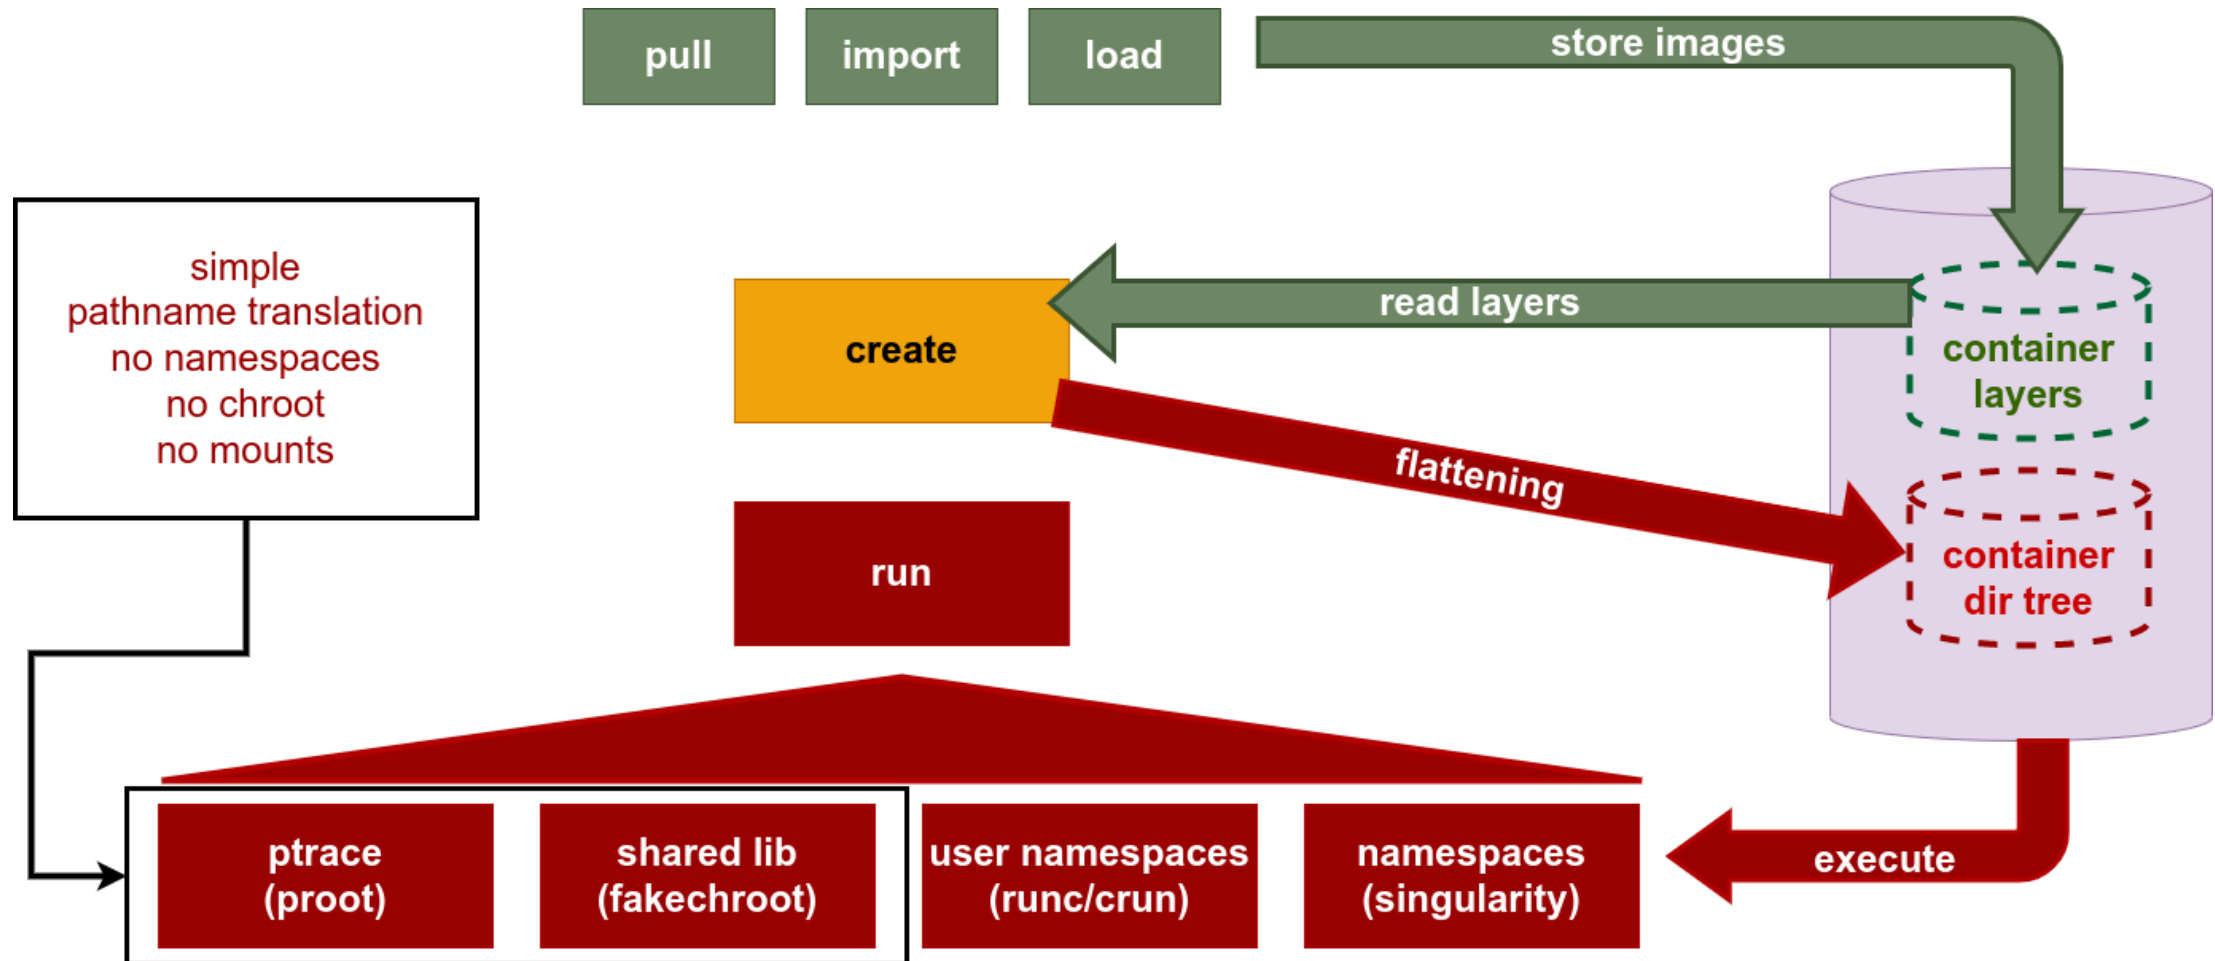 pull
import
load
store images
simple
pathname translation
no namespaces
no chroot
no mounts
create
read layers
container
layers
flattening
container
dir tree
run
ptrace
(proot)
shared lib
(fakechroot)
user namespaces
(runc/crun)
namespaces
(singularity)
execute